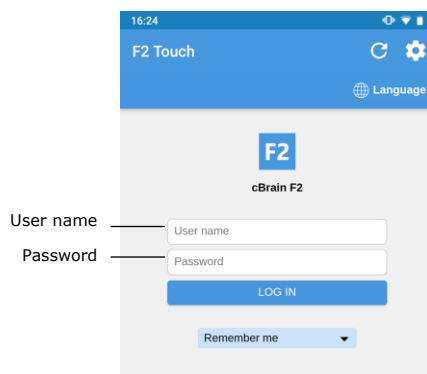 16:24
F2 Touch
Language
F2
cBrain F2
User name
User name
Password
Password
LOG IN
Remember me